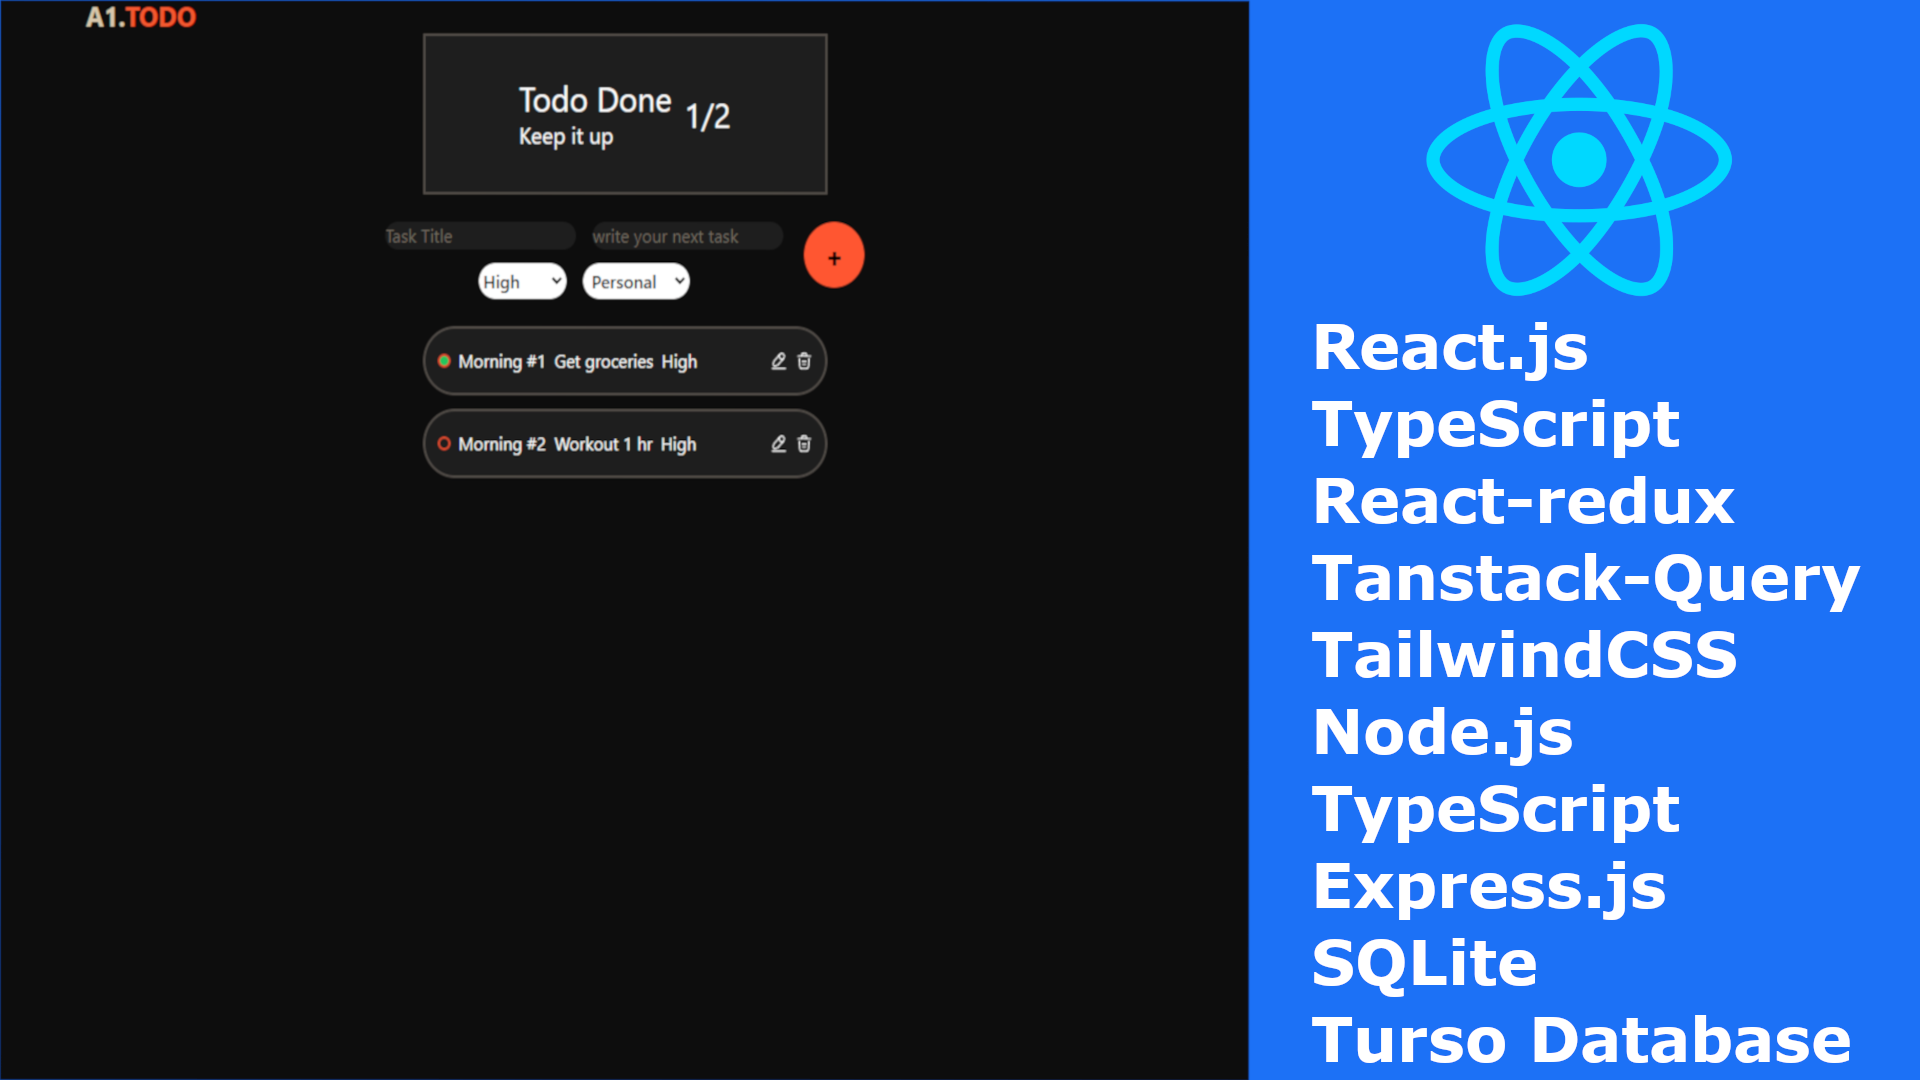 A1.TODO
Todo Done 1/2
Keep it up
Task Title write your next task
+
High Personal
Morning #1 Get groceries High
Morning #2 Workout 1 hr High
React.js
TypeScript
React-redux
Tanstack-Query
TailwindCSS
Node.js
TypeScript
Express.js
SQLite
Turso Database